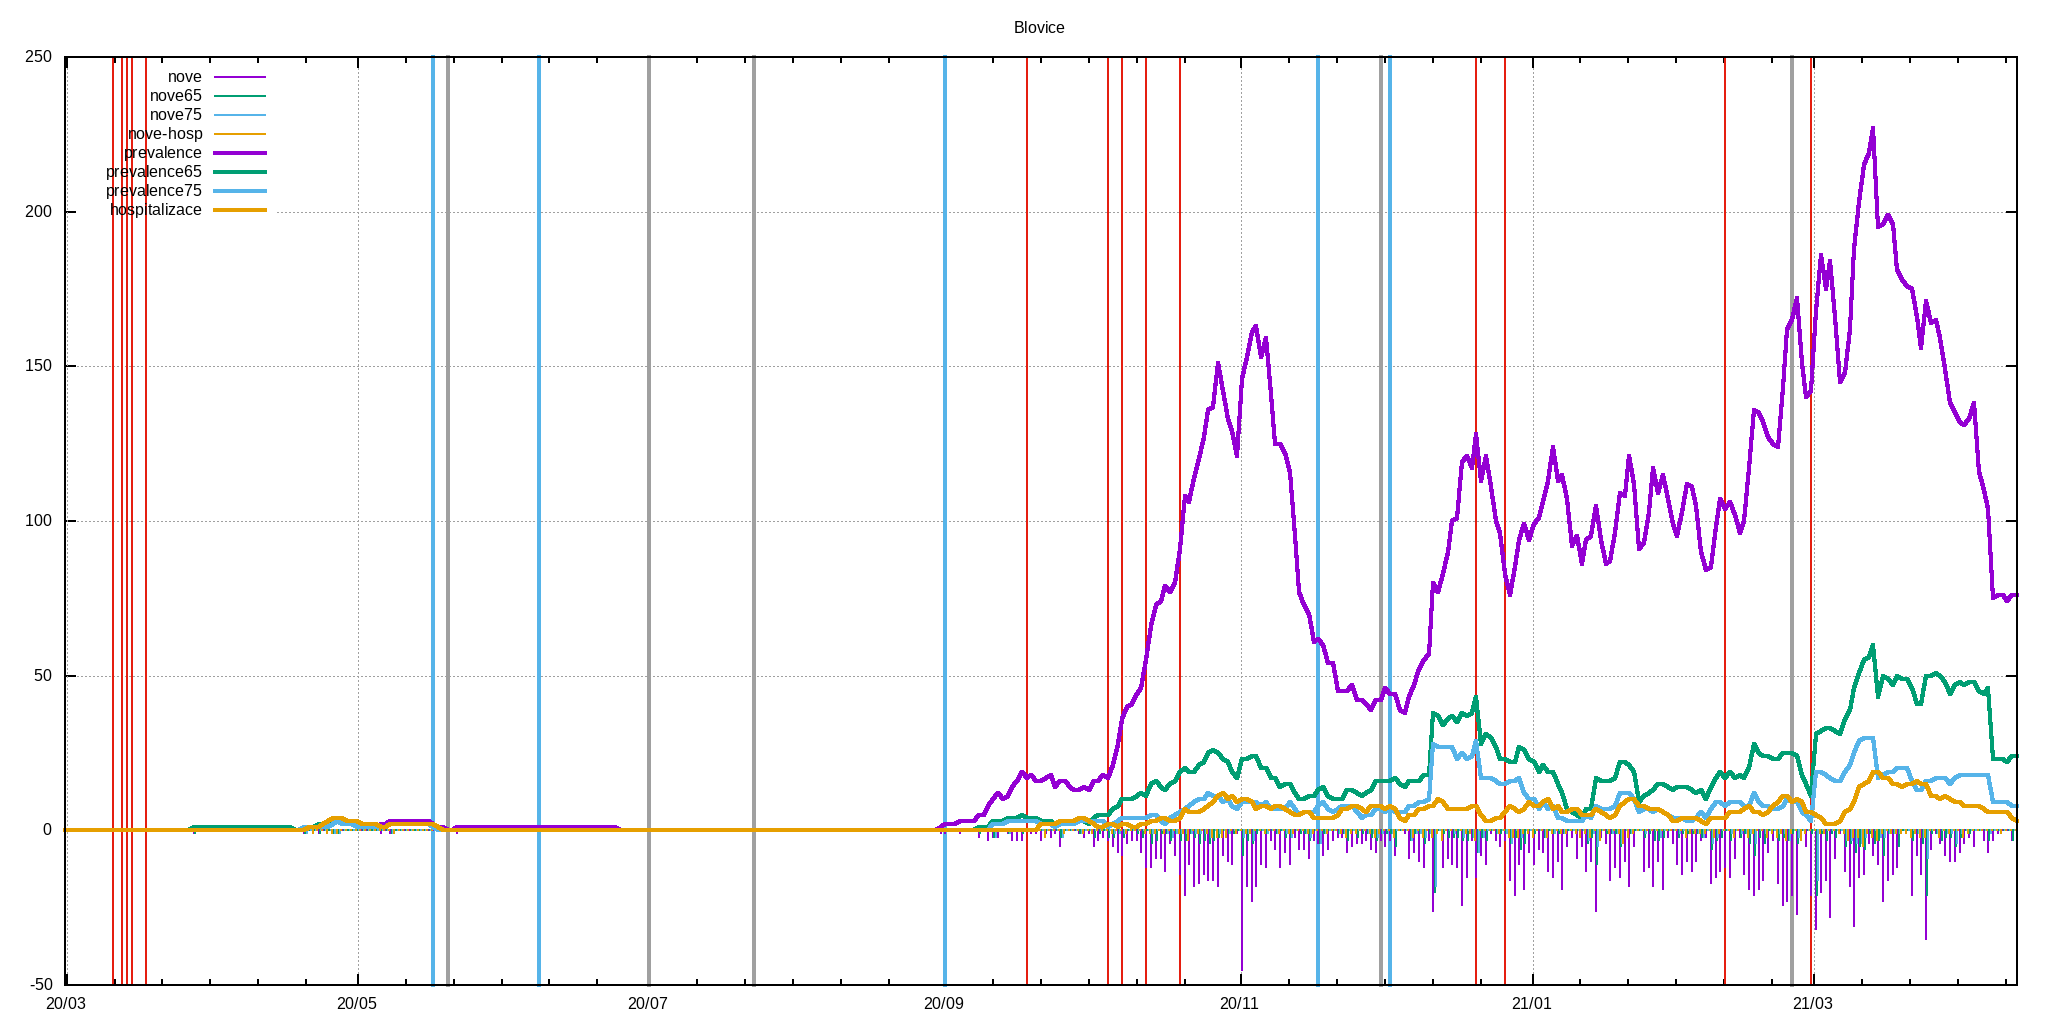 Blovice
250
nove
nove65
nove75
nove-hosp
prevalence
prevalence65
prevalence75
hospitalizace
200
150
100
50
0
-50
20/03 20/05 20/07 20/09 20/11 21/01 21/03